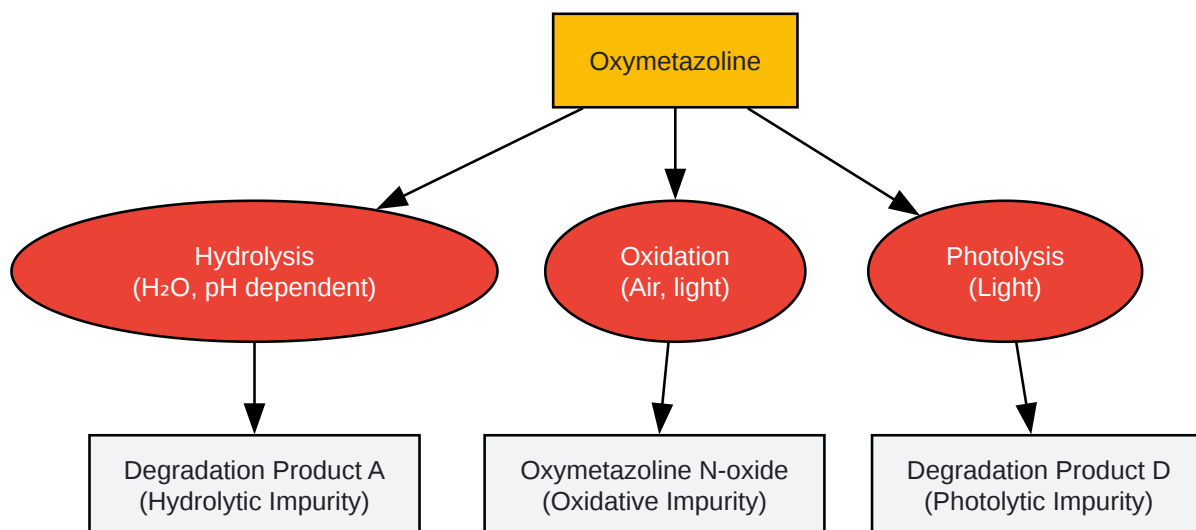 Oxymetazoline
Hydrolysis
(H₂O, pH dependent)
Oxidation
(Air, light)
Photolysis
(Light)
Degradation Product A
(Hydrolytic Impurity)
Oxymetazoline N-oxide
(Oxidative Impurity)
Degradation Product D
(Photolytic Impurity)